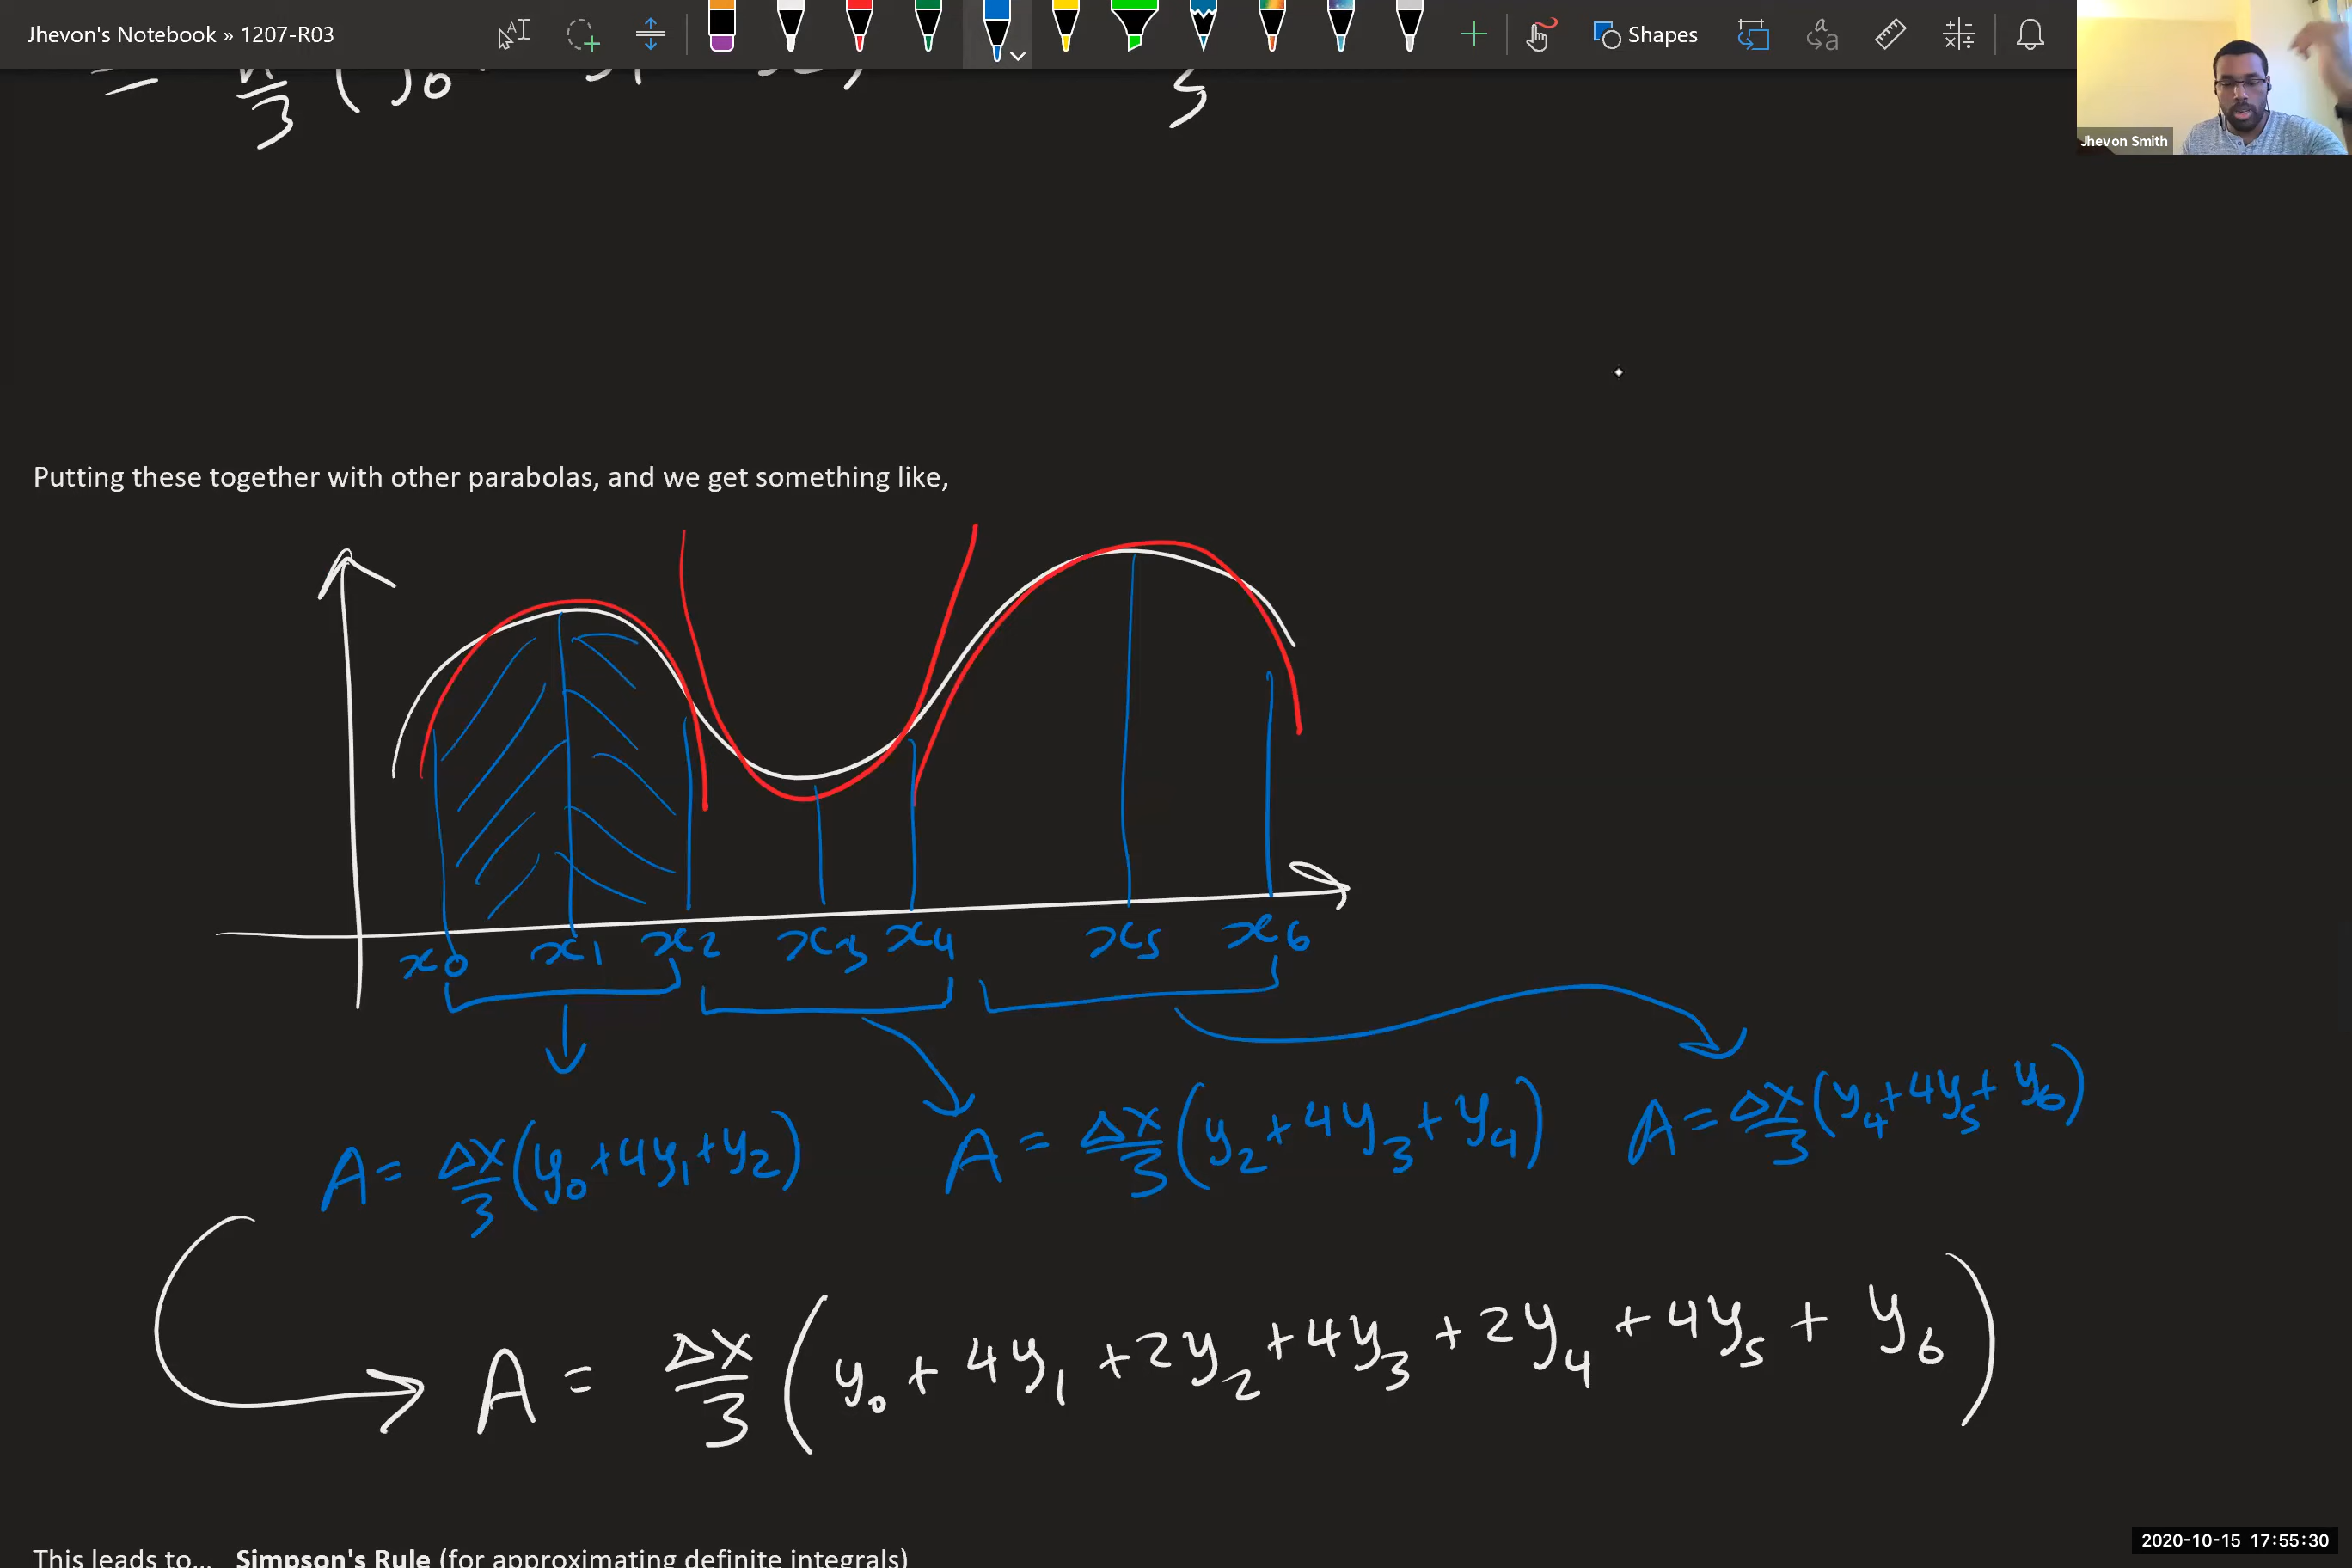 Jhevon's Notebook » 1207-R03
Shapes
Jhevon Smith
Putting these together with other parabolas, and we get something like,
x0 x1 x2 x3 x4 x5 x6
A = Δx/3 (y0 + 4y1 + y2) A = Δx/3 (y2 + 4y3 + y4) A = Δx/3 (y4 + 4y5 + y6)
A = Δx/3 (y0 + 4y1 + 2y2 + 4y3 + 2y4 + 4y5 + y6)
2020-10-15 17:55:30
This leads to... Simpson's Rule (for approximating definite integrals)